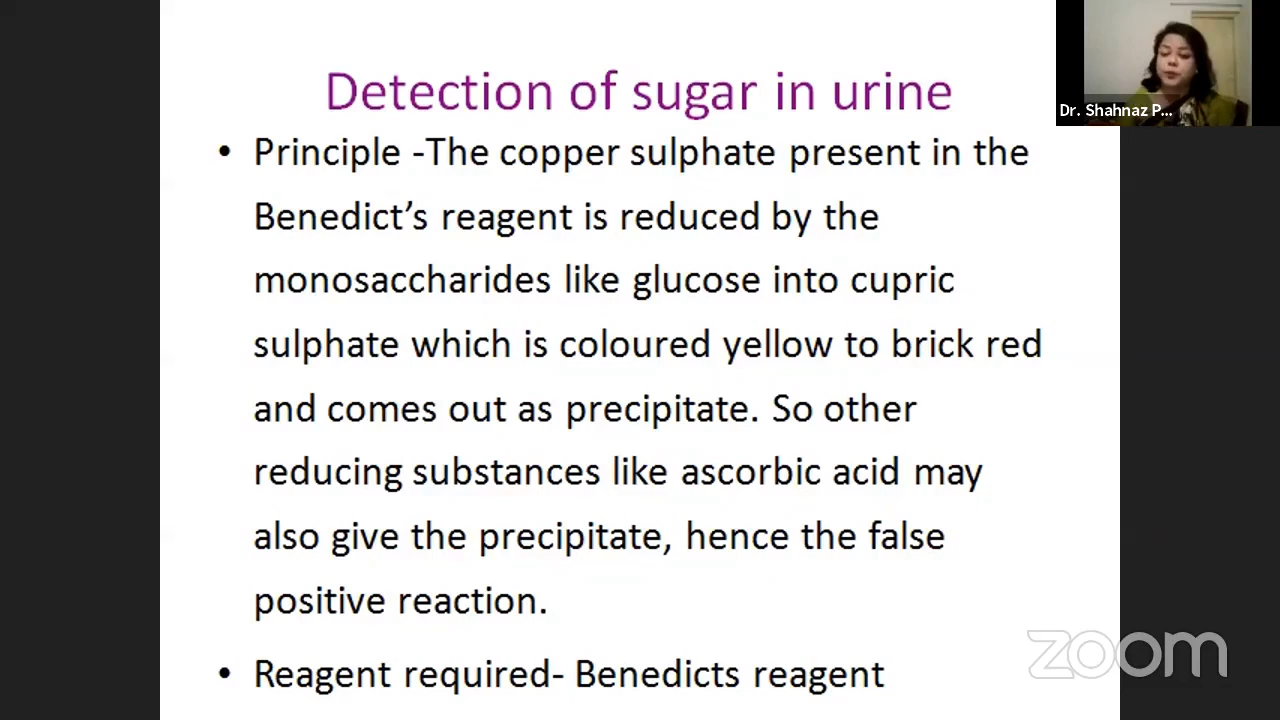 Detection of sugar in urine
• Principle -The copper sulphate present in the
Benedict's reagent is reduced by the
monosaccharides like glucose into cupric
sulphate which is coloured yellow to brick red
and comes out as precipitate. So other
reducing substances like ascorbic acid may
also give the precipitate, hence the false
positive reaction.
• Reagent required- Benedicts reagent
Dr. Shahnaz P...
zoom